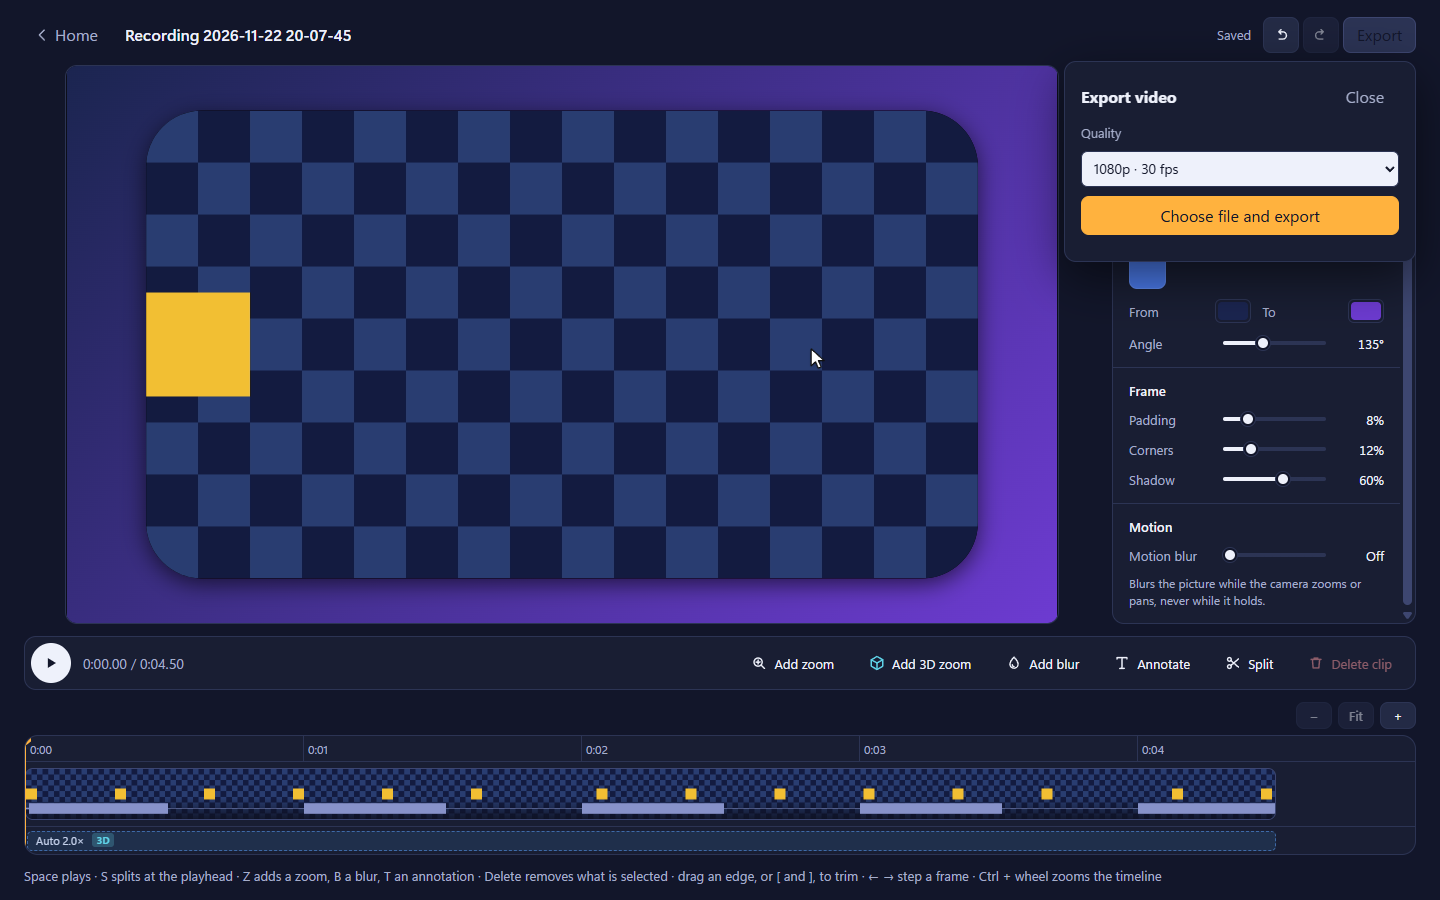 Home
Recording 2026-11-22 20-07-45
Saved
Export
Export video
Close
Quality
1080p · 30 fps
Choose file and export
From
To
Angle
135°
Frame
Padding
8%
Corners
12%
Shadow
60%
Motion
Motion blur
Off
Blurs the picture while the camera zooms or
pans, never while it holds.
0:00.00 / 0:04.50
Add zoom
Add 3D zoom
Add blur
Annotate
Split
Delete clip
–
Fit
+
0:00
0:01
0:02
0:03
0:04
Auto 2.0×
3D
Space plays · S splits at the playhead · Z adds a zoom, B a blur, T an annotation · Delete removes what is selected · drag an edge, or [ and ], to trim · ← → step a frame · Ctrl + wheel zooms the timeline